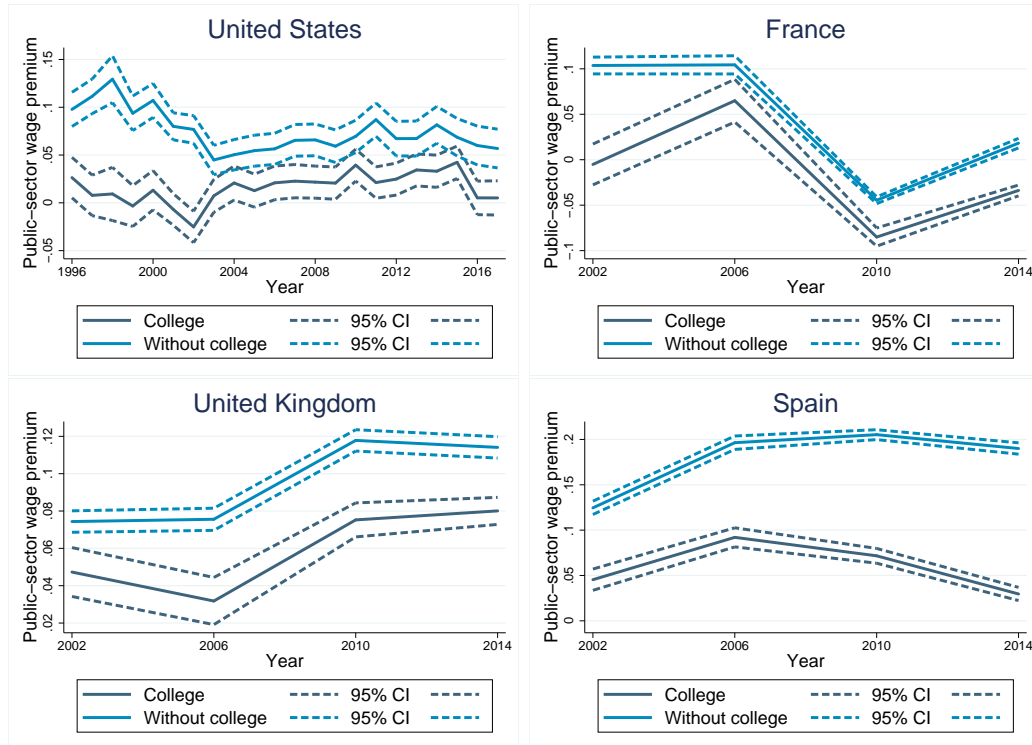 United States
Public−sector wage premium
.15
.1
.05
0
−.05
1996 2000 2004 2008 2012 2016
Year
College 95% CI
Without college 95% CI
France
Public−sector wage premium
.1
.05
0
−.05
−.1
2002 2006 2010 2014
Year
College 95% CI
Without college 95% CI
United Kingdom
Public−sector wage premium
.12
.1
.08
.06
.04
.02
2002 2006 2010 2014
Year
College 95% CI
Without college 95% CI
Spain
Public−sector wage premium
.2
.15
.1
.05
0
2002 2006 2010 2014
Year
College 95% CI
Without college 95% CI